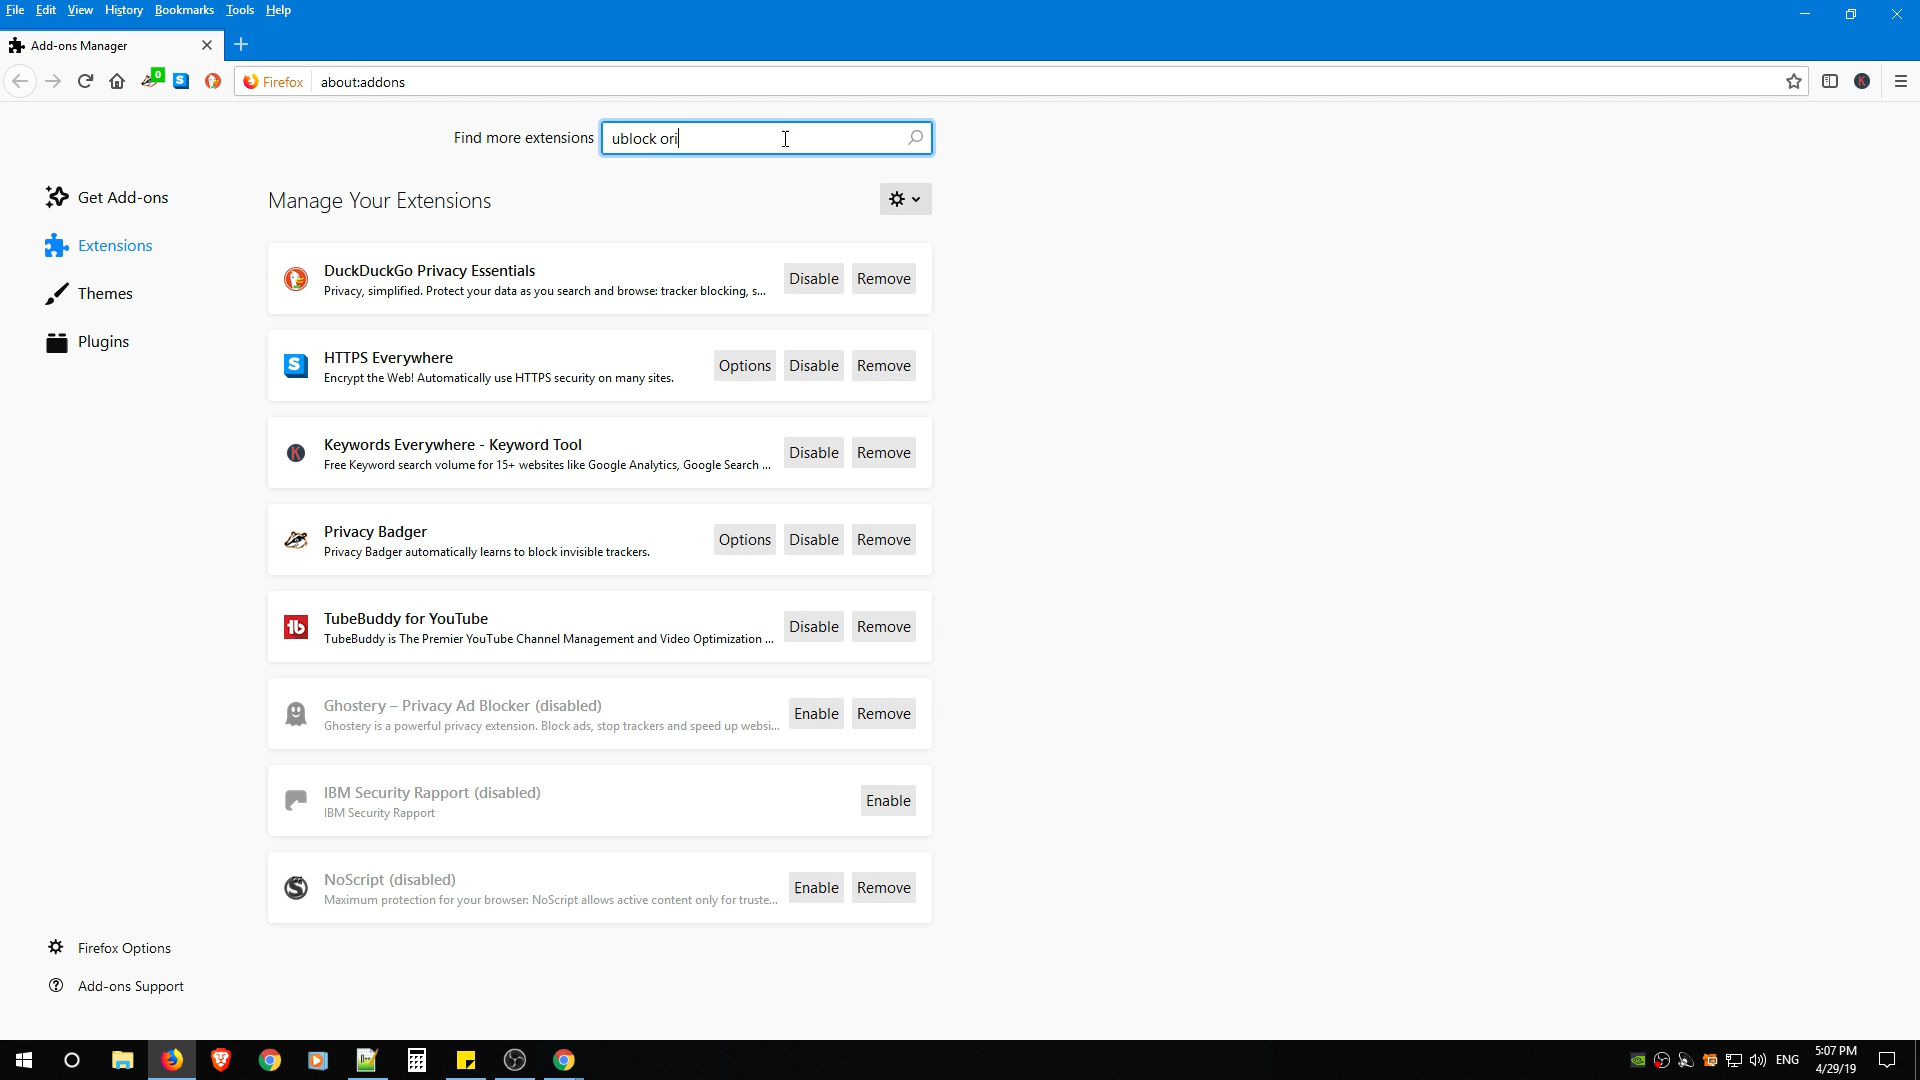 File Edit View History Bookmarks Tools Help
Add-ons Manager
0
S
Firefox about:addons
K
Find more extensions ublock ori
Get Add-ons
Extensions
Themes
Plugins
Manage Your Extensions
DuckDuckGo Privacy Essentials
Privacy, simplified. Protect your data as you search and browse: tracker blocking, s...
Disable Remove
S
HTTPS Everywhere
Encrypt the Web! Automatically use HTTPS security on many sites.
Options Disable Remove
K
Keywords Everywhere - Keyword Tool
Free Keyword search volume for 15+ websites like Google Analytics, Google Search ...
Disable Remove
Privacy Badger
Privacy Badger automatically learns to block invisible trackers.
Options Disable Remove
tb
TubeBuddy for YouTube
TubeBuddy is The Premier YouTube Channel Management and Video Optimization ...
Disable Remove
Ghostery – Privacy Ad Blocker (disabled)
Ghostery is a powerful privacy extension. Block ads, stop trackers and speed up websi...
Enable Remove
IBM Security Rapport (disabled)
IBM Security Rapport
Enable
S
NoScript (disabled)
Maximum protection for your browser: NoScript allows active content only for truste...
Enable Remove
Firefox Options
Add-ons Support
ENG
5:07 PM
4/29/19